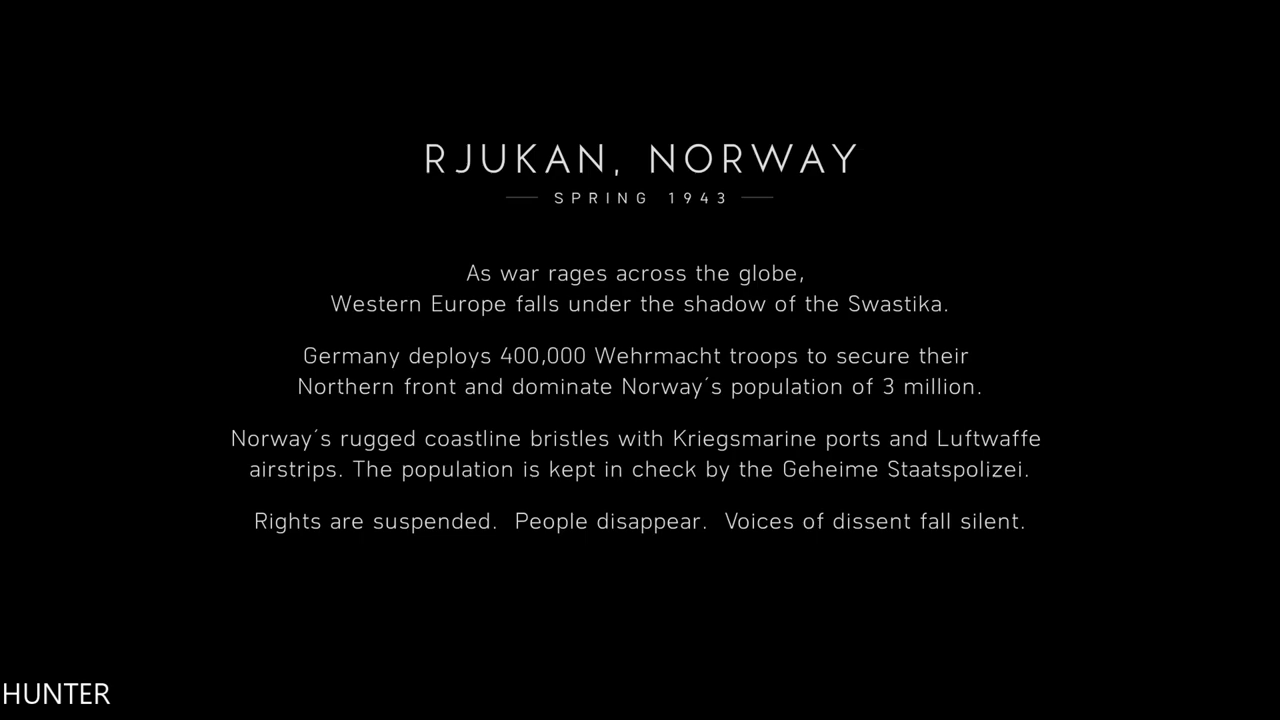 RJUKAN, NORWAY
SPRING 1943
As war rages across the globe,
Western Europe falls under the shadow of the Swastika.
Germany deploys 400,000 Wehrmacht troops to secure their
Northern front and dominate Norway´s population of 3 million.
Norway´s rugged coastline bristles with Kriegsmarine ports and Luftwaffe
airstrips. The population is kept in check by the Geheime Staatspolizei.
Rights are suspended.  People disappear.  Voices of dissent fall silent.
HUNTER